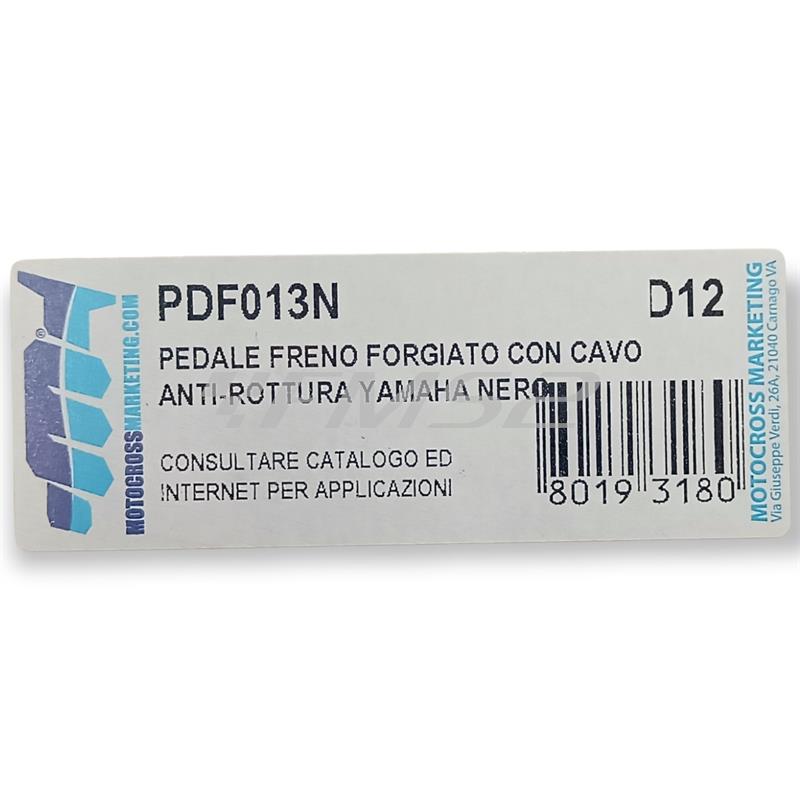 MOTOCROSSMARKETING.COM
®
PDF013N
D12
PEDALE FRENO FORGIATO CON CAVO
ANTI-ROTTURA YAMAHA NERO
CONSULTARE CATALOGO ED
INTERNET PER APPLICAZIONI
8019 3180
MOTOCROSS MARKETING
Via Giuseppe Verdi, 26A, 21040 Carnago VA